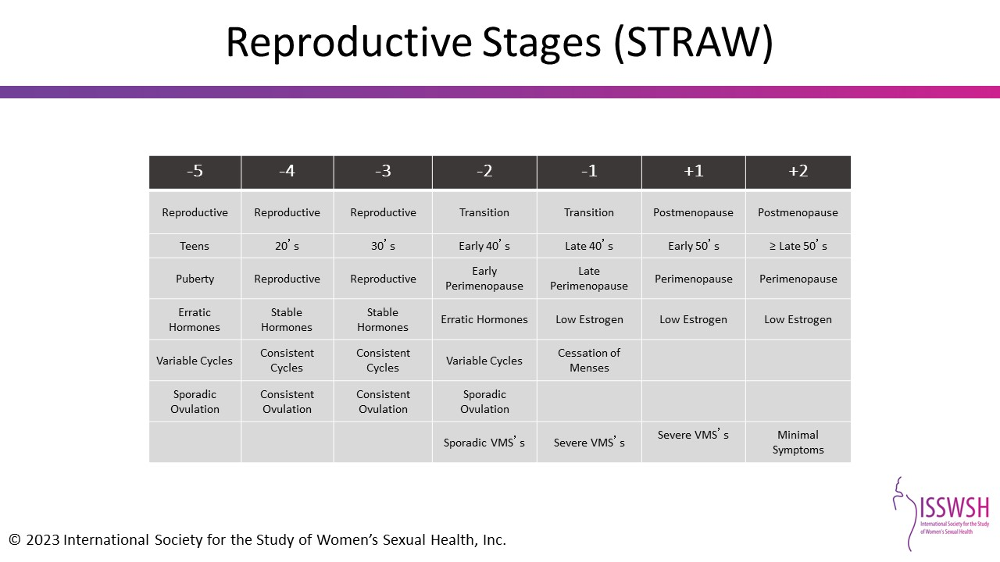 Reproductive Stages (STRAW)
-5 -4 -3 -2 -1 +1 +2
Reproductive Reproductive Reproductive Transition Transition Postmenopause Postmenopause
Teens 20’s 30’s Early 40’s Late 40’s Early 50’s ≥ Late 50’s
Puberty Reproductive Reproductive Early Perimenopause Late Perimenopause Perimenopause Perimenopause
Erratic Hormones Stable Hormones Stable Hormones Erratic Hormones Low Estrogen Low Estrogen Low Estrogen
Variable Cycles Consistent Cycles Consistent Cycles Variable Cycles Cessation of Menses
Sporadic Ovulation Consistent Ovulation Consistent Ovulation Sporadic Ovulation
Sporadic VMS’s Severe VMS’s Severe VMS’s Minimal Symptoms
ISSWSH
International Society for the Study
of Women's Sexual Health
© 2023 International Society for the Study of Women’s Sexual Health, Inc.